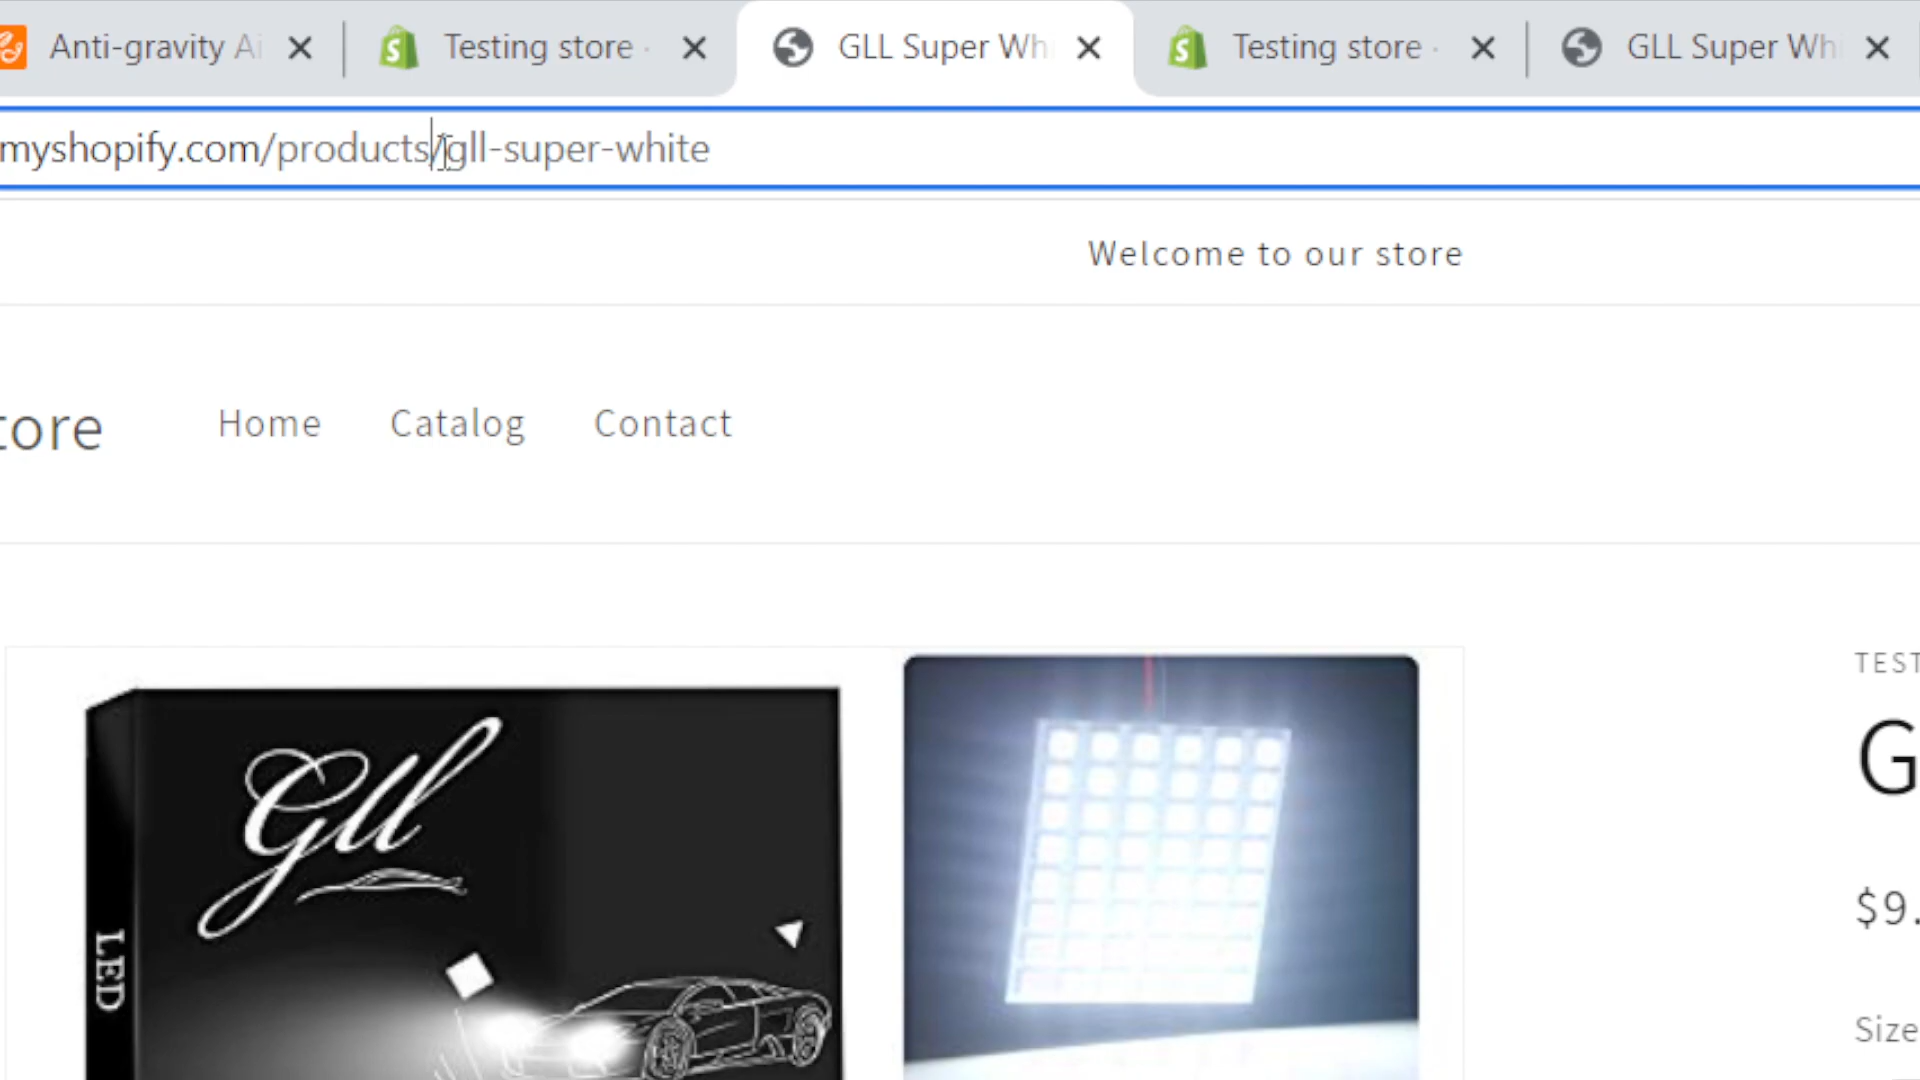 Anti-gravity Ai
Testing store ·
GLL Super Wh
Testing store ·
GLL Super Wh
myshopify.com/products/gll-super-white
Welcome to our store
tore
Home
Catalog
Contact
Gll
LED
TEST
G
$9.
Size